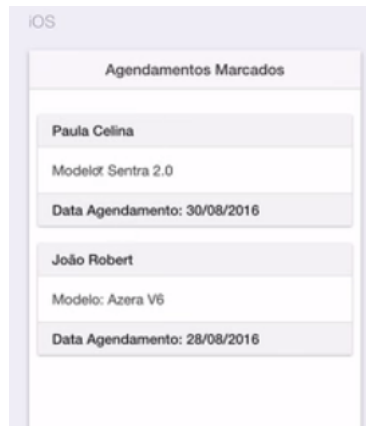 iOS
Agendamentos Marcados
Paula Celina
Modelo: Sentra 2.0
Data Agendamento: 30/08/2016
João Robert
Modelo: Azera V6
Data Agendamento: 28/08/2016